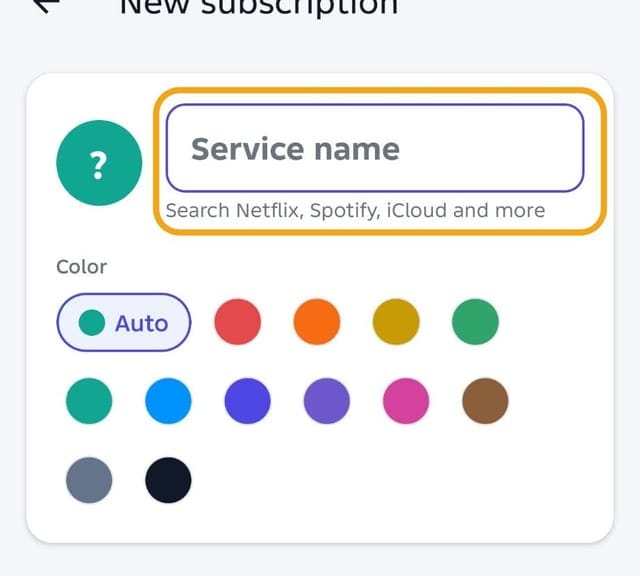 New subscription
?
Service name
Search Netflix, Spotify, iCloud and more
Color
Auto